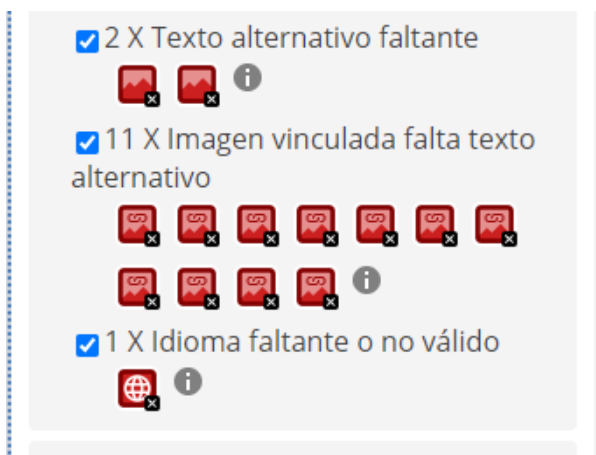 2 X Texto alternativo faltante
11 X Imagen vinculada falta texto
alternativo
1 X Idioma faltante o no válido